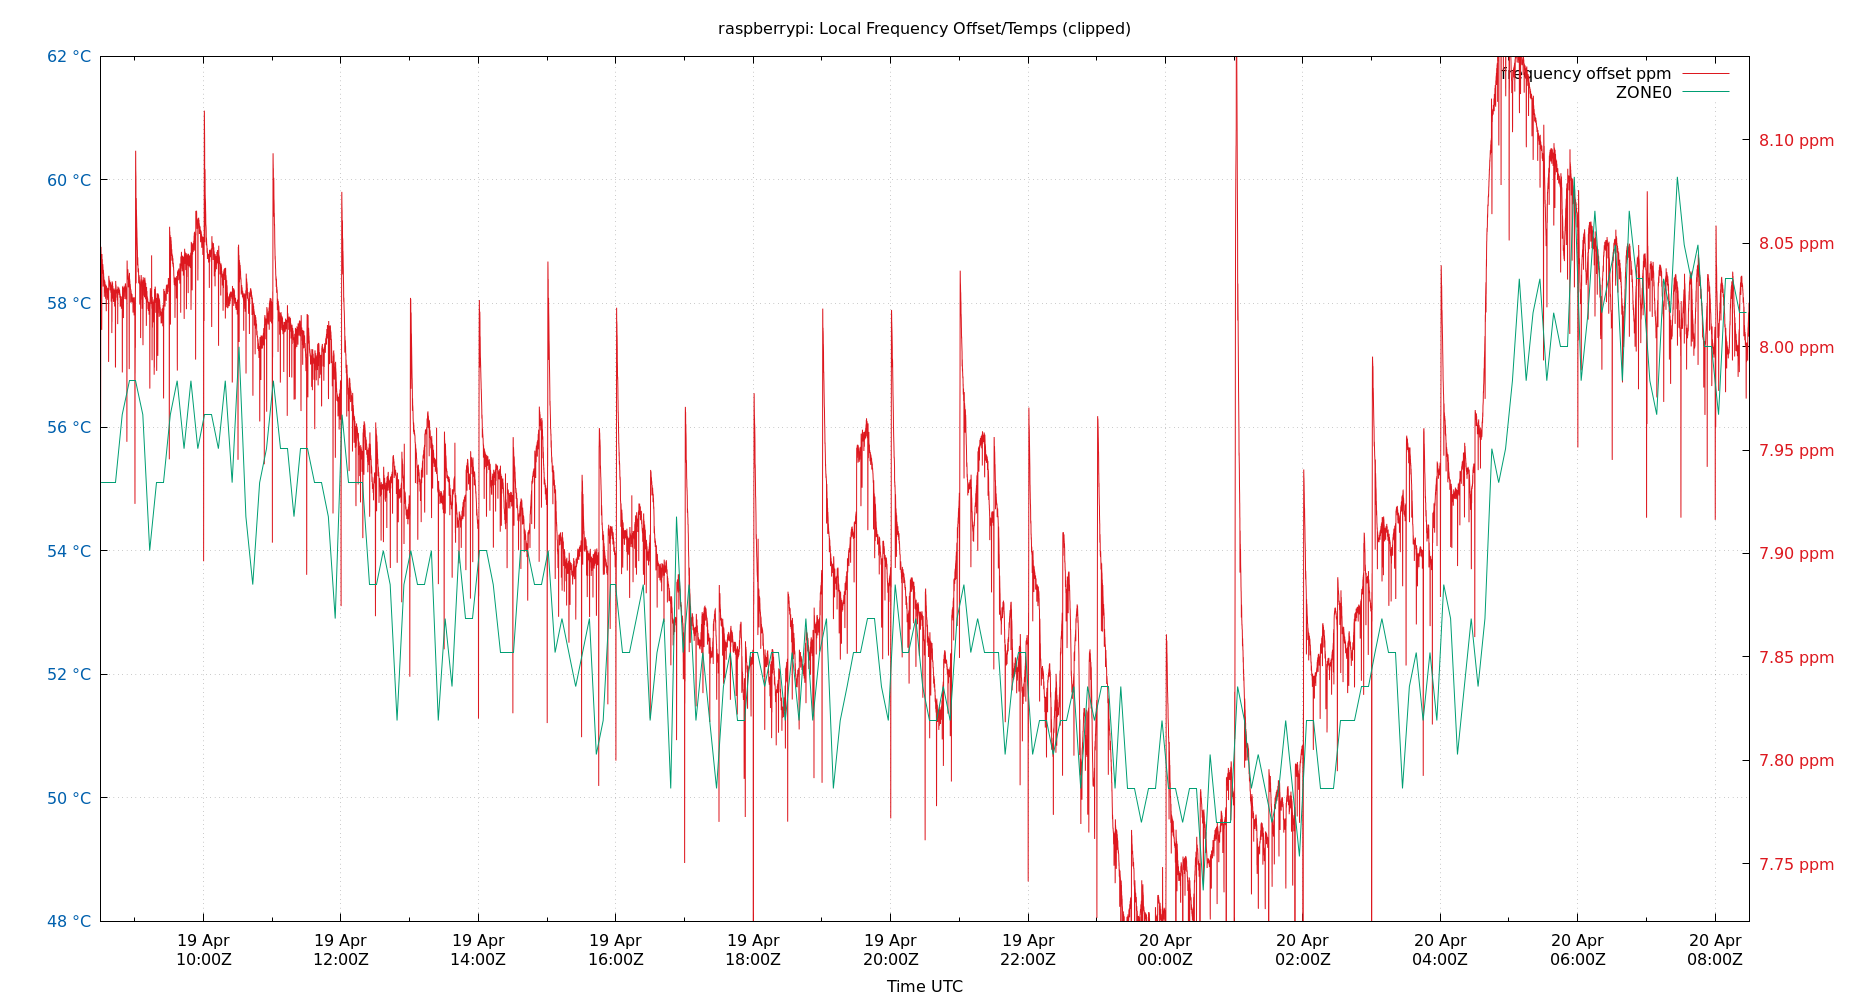 raspberrypi: Local Frequency Offset/Temps (clipped)
62 °C
60 °C
58 °C
56 °C
54 °C
52 °C
50 °C
48 °C
frequency offset ppm
ZONE0
8.10 ppm
8.05 ppm
8.00 ppm
7.95 ppm
7.90 ppm
7.85 ppm
7.80 ppm
7.75 ppm
19 Apr 19 Apr 19 Apr 19 Apr 19 Apr 19 Apr 19 Apr 20 Apr 20 Apr 20 Apr 20 Apr 20 Apr
10:00Z 12:00Z 14:00Z 16:00Z 18:00Z 20:00Z 22:00Z 00:00Z 02:00Z 04:00Z 06:00Z 08:00Z
Time UTC